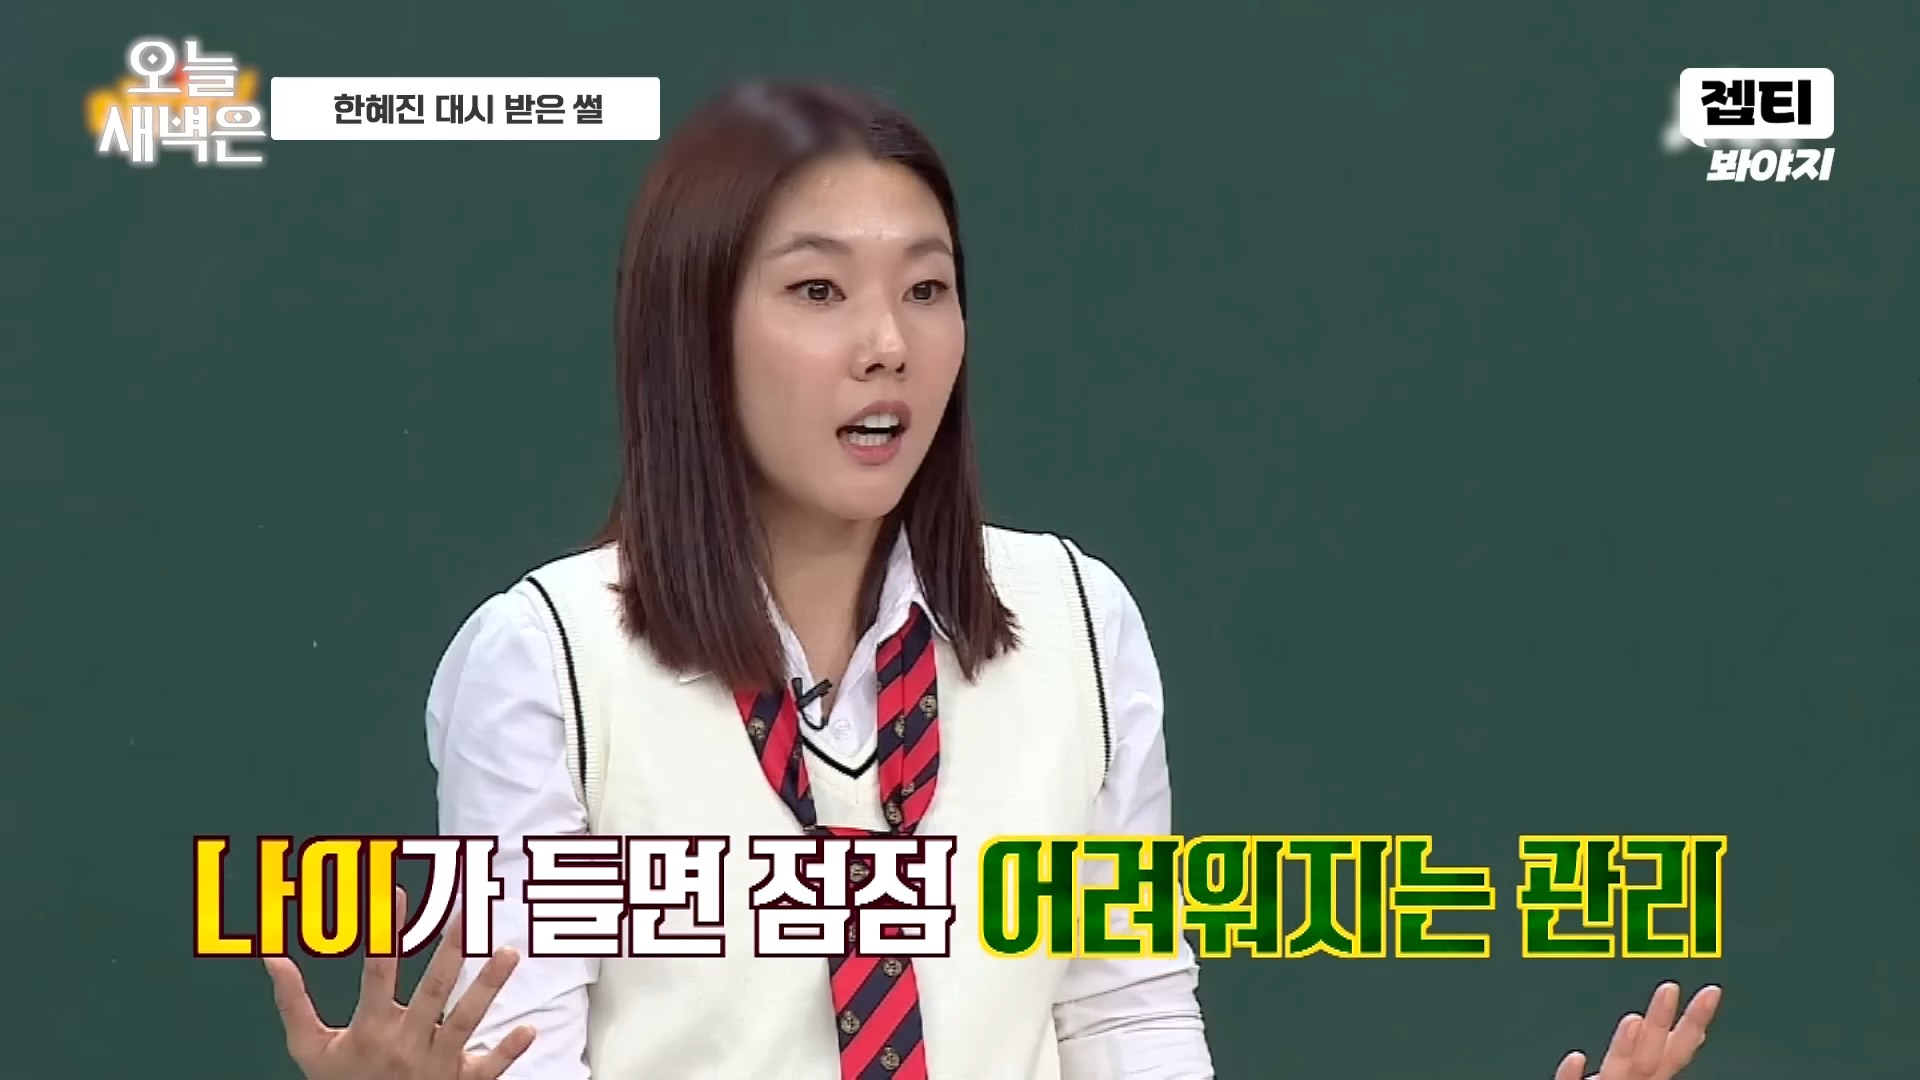 오늘
새벽은
한혜진 대시 받은 썰
젭티
봐야지
나이가 들면 점점 어려워지는 관리